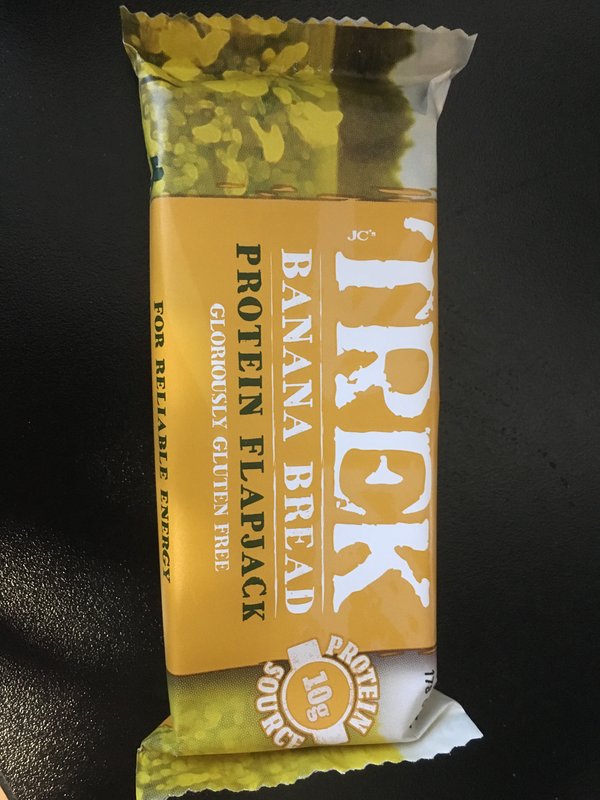 JC's
TREK
BANANA BREAD
PROTEIN FLAPJACK
GLORIOUSLY GLUTEN FREE
FOR RELIABLE ENERGY
PROTEIN
10g
SOURCE